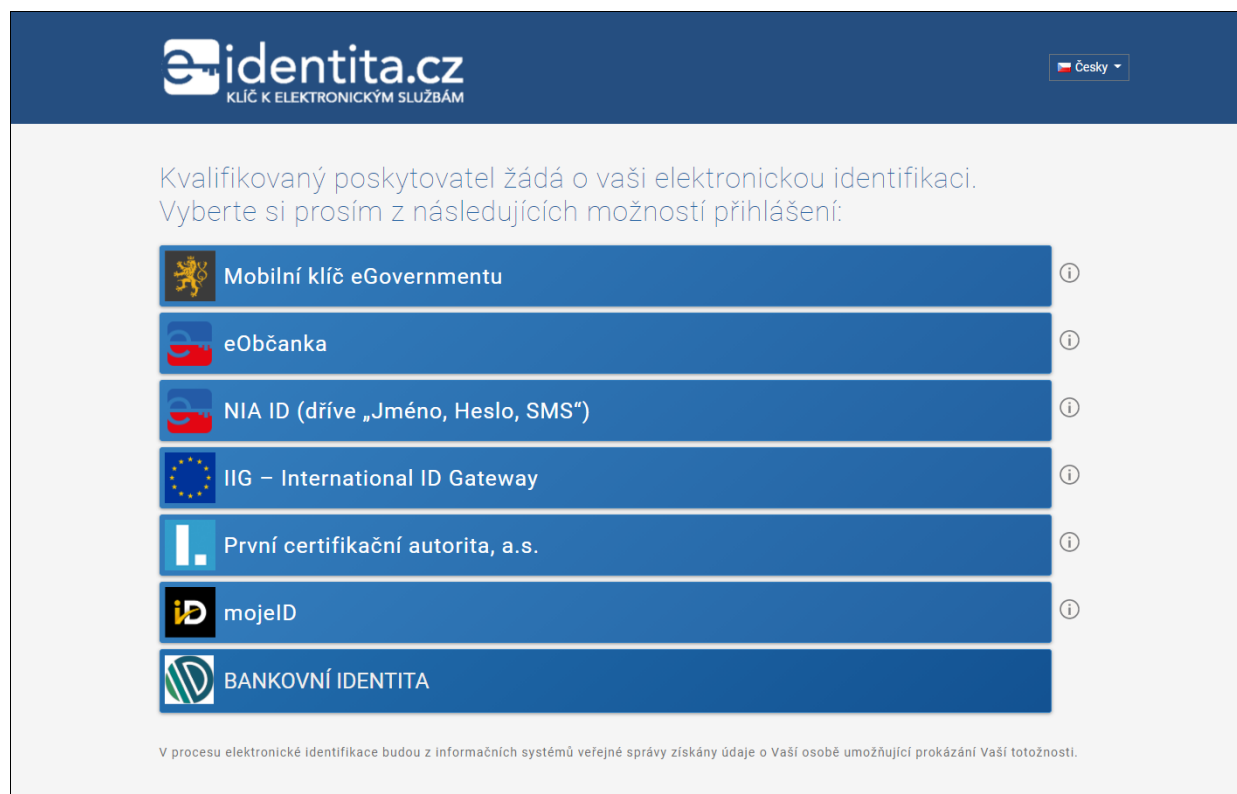 e identita.cz
KLÍČ K ELEKTRONICKÝM SLUŽBÁM
Česky
Kvalifikovaný poskytovatel žádá o vaši elektronickou identifikaci.
Vyberte si prosím z následujících možností přihlášení:
Mobilní klíč eGovernmentu
eObčanka
NIA ID (dříve „Jméno, Heslo, SMS“)
IIG – International ID Gateway
I. První certifikační autorita, a.s.
iD mojeID
BANKOVNÍ IDENTITA
V procesu elektronické identifikace budou z informačních systémů veřejné správy získány údaje o Vaší osobě umožňující prokázání Vaší totožnosti.